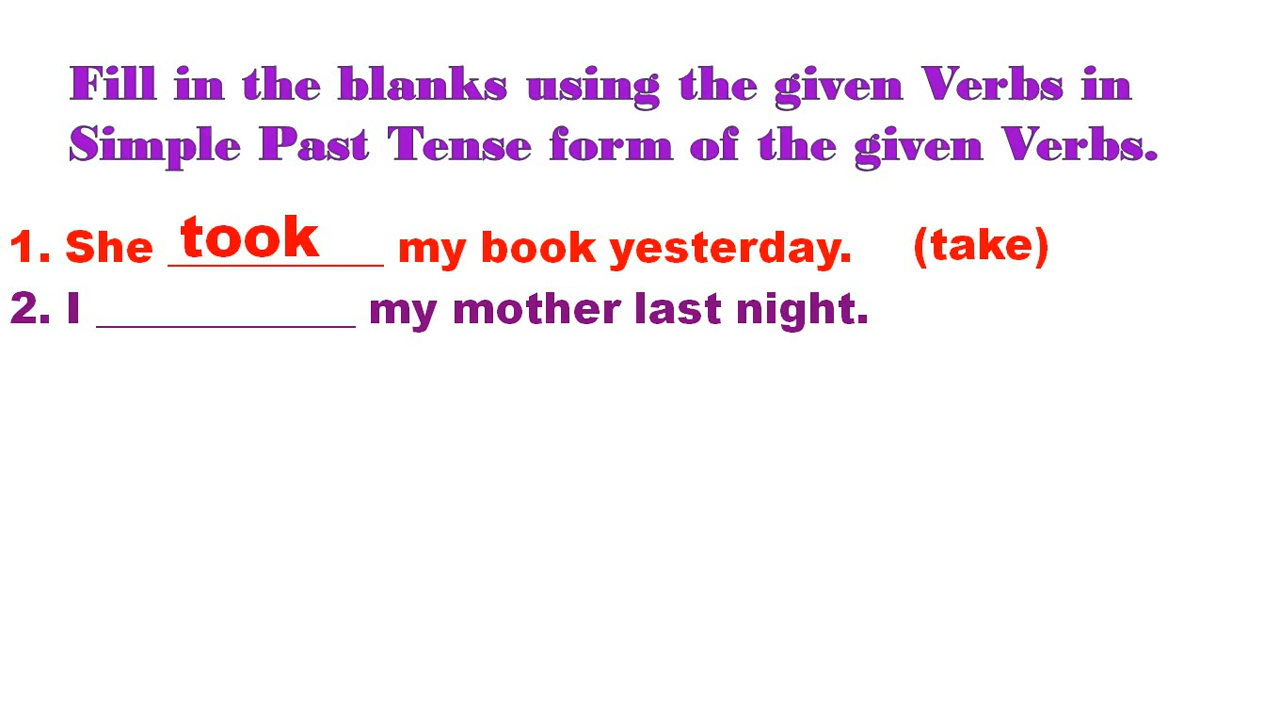 Fill in the blanks using the given Verbs in
Simple Past Tense form of the given Verbs.
1. She took my book yesterday. (take)
2. I ____________ my mother last night.